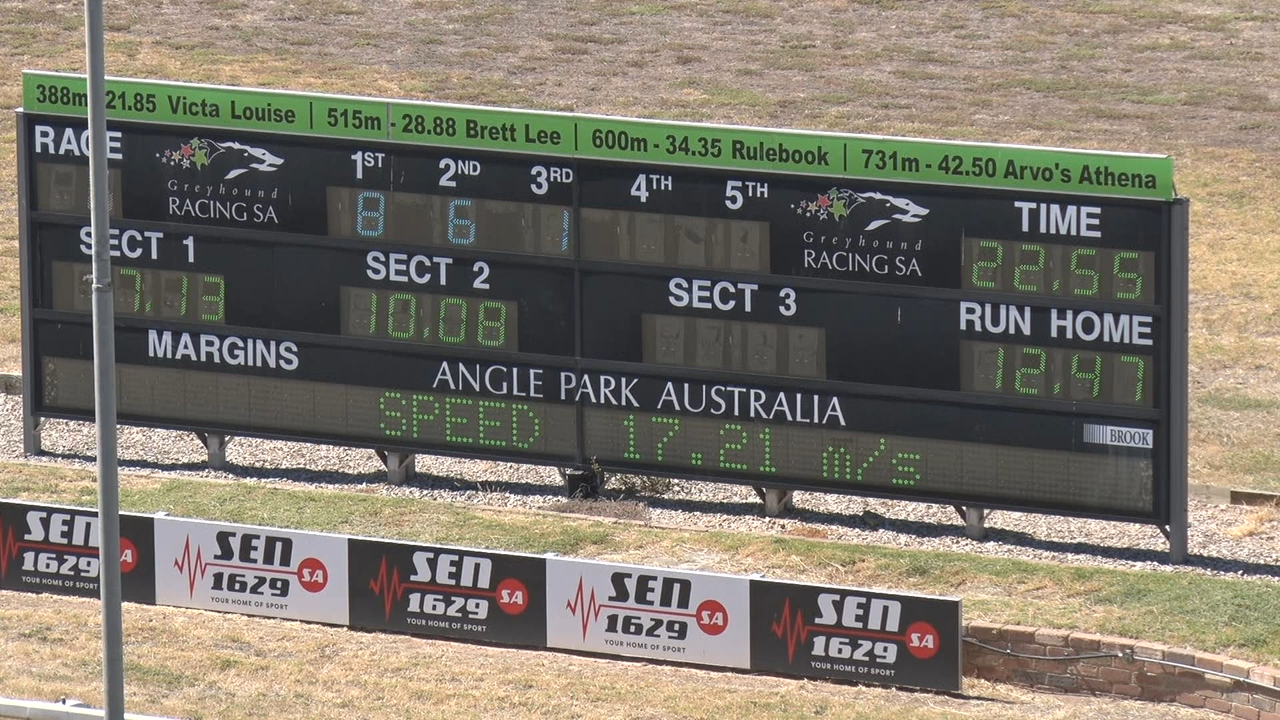 388m 21.85 Victa Louise | 515m - 28.88 Brett Lee | 600m - 34.35 Rulebook | 731m - 42.50 Arvo's Athena
RACE
Greyhound
RACING SA
1ST 2ND 3RD 4TH 5TH
8 6 1
Greyhound
RACING SA
TIME
22.55
SECT 1
7.13
SECT 2
10.08
SECT 3
RUN HOME
12.47
MARGINS
ANGLE PARK AUSTRALIA
BROOK
SPEED 17.21 m/s
SEN
1629 SA
YOUR HOME OF SPORT
SEN
1629 SA
YOUR HOME OF SPORT
SEN
1629 SA
YOUR HOME OF SPORT
SEN
1629 SA
YOUR HOME OF SPORT
SEN
1629 SA
YOUR HOME OF SPORT